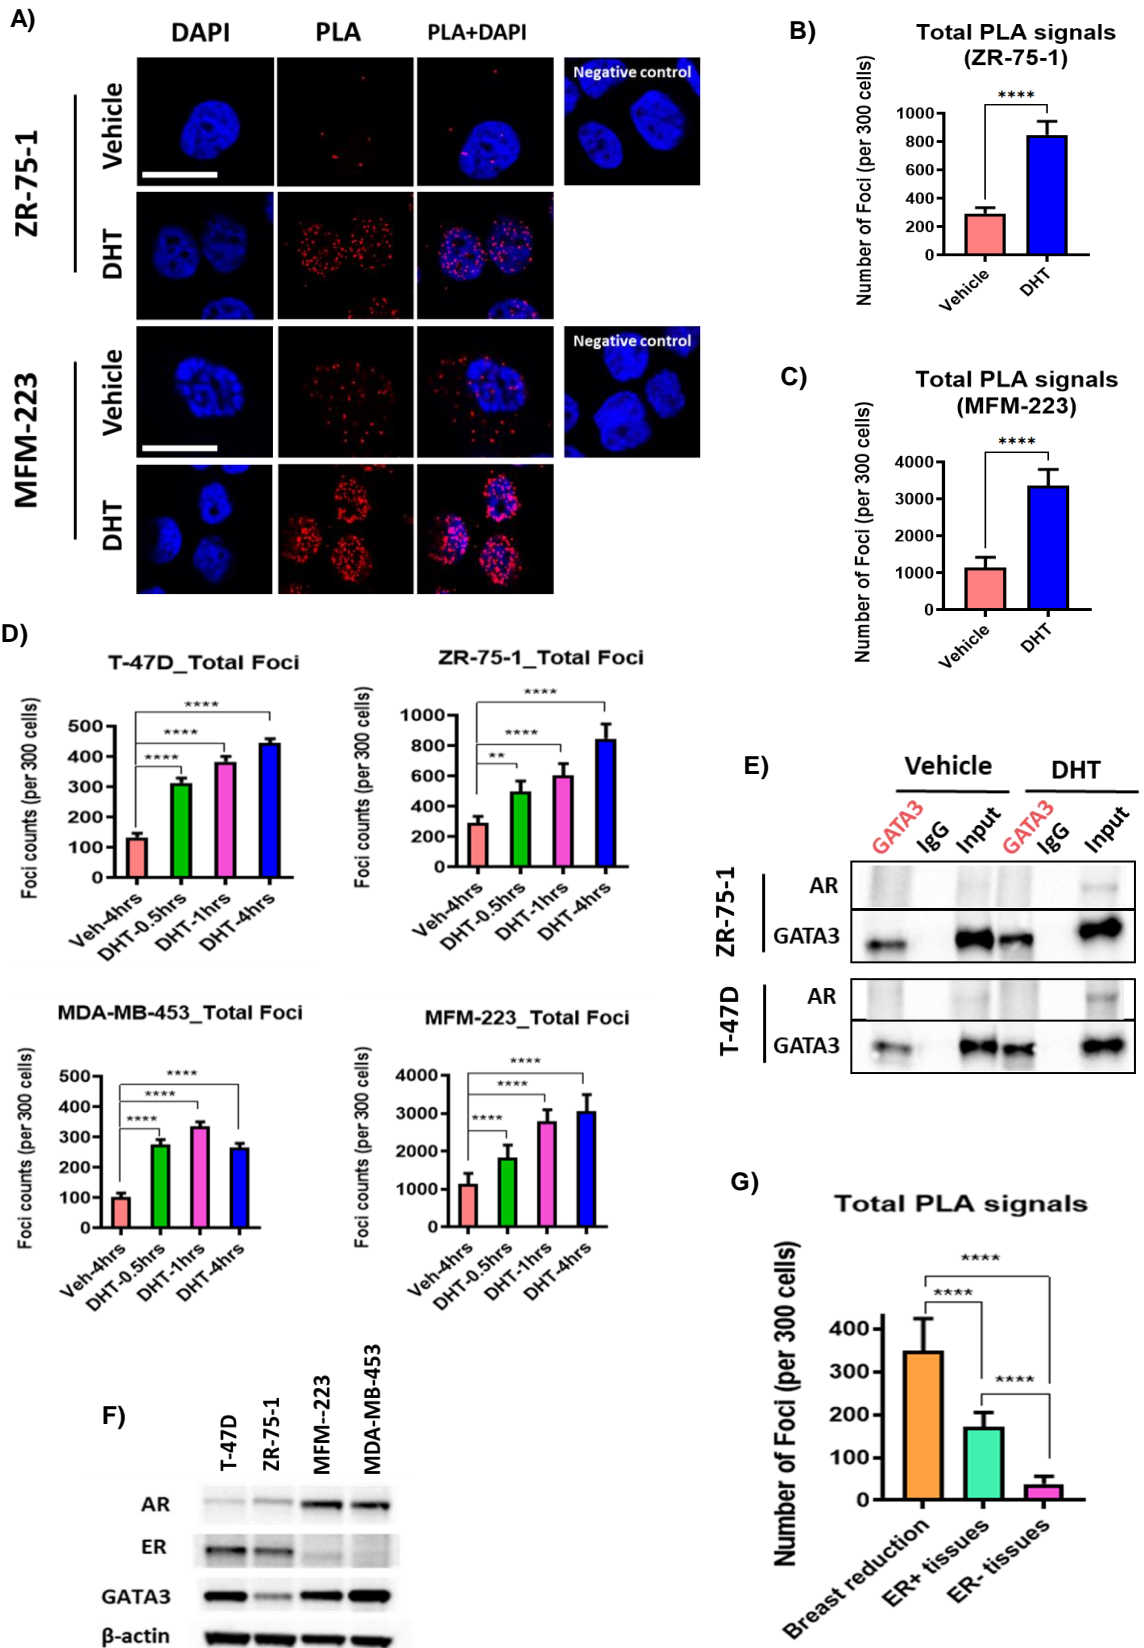 A)
DAPI
PLA
PLA+DAPI
ZR-75-1
Vehicle
Negative control
DHT
MFM-223
Vehicle
Negative control
DHT
B)
Total PLA signals
(ZR-75-1)
Number of Foci (per 300 cells)
1000
800
600
400
200
0
****
Vehicle
DHT
C)
Total PLA signals
(MFM-223)
Number of Foci (per 300 cells)
4000
3000
2000
1000
0
****
Vehicle
DHT
D)
T-47D_Total Foci
Foci counts (per 300 cells)
500
400
300
200
100
0
****
****
****
Veh-4hrs
DHT-0.5hrs
DHT-1hrs
DHT-4hrs
ZR-75-1_Total Foci
Foci counts (per 300 cells)
1000
800
600
400
200
0
****
****
**
Veh-4hrs
DHT-0.5hrs
DHT-1hrs
DHT-4hrs
MDA-MB-453_Total Foci
Foci counts (per 300 cells)
500
400
300
200
100
0
****
****
****
Veh-4hrs
DHT-0.5hrs
DHT-1hrs
DHT-4hrs
MFM-223_Total Foci
Foci counts (per 300 cells)
4000
3000
2000
1000
0
****
****
****
Veh-4hrs
DHT-0.5hrs
DHT-1hrs
DHT-4hrs
E)
Vehicle
DHT
GATA3
IgG
Input
GATA3
IgG
Input
ZR-75-1
AR
GATA3
T-47D
AR
GATA3
F)
T-47D
ZR-75-1
MFM--223
MDA-MB-453
AR
ER
GATA3
β-actin
G)
Total PLA signals
Number of Foci (per 300 cells)
400
300
200
100
0
****
****
****
Breast reduction
ER+ tissues
ER- tissues